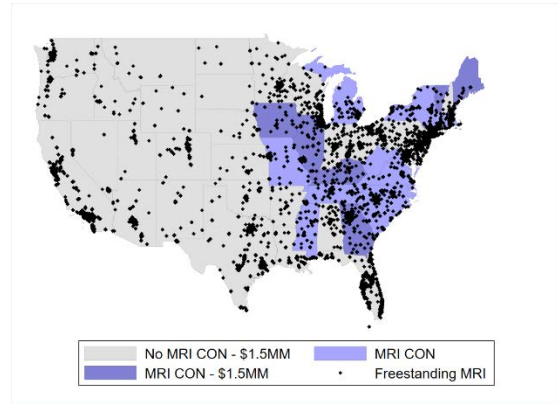 No MRI CON - $1.5MM
MRI CON
MRI CON - $1.5MM
Freestanding MRI